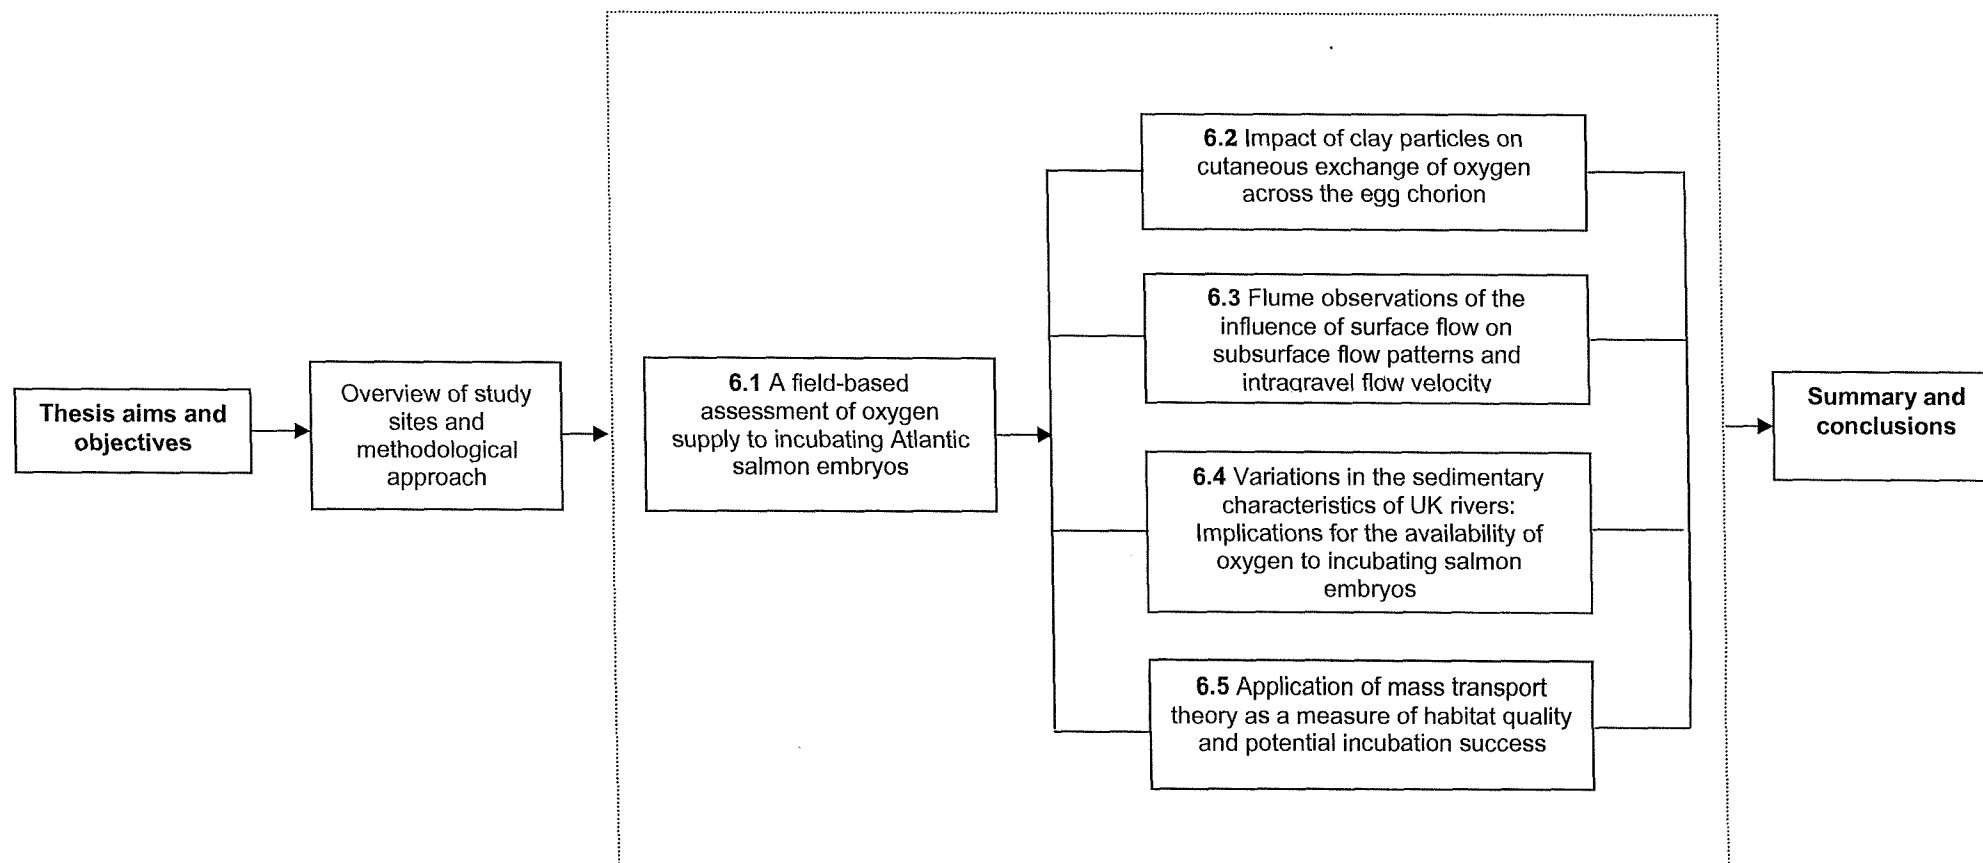 Thesis aims and
objectives
Overview of study
sites and
methodological
approach
6.1 A field-based
assessment of oxygen
supply to incubating Atlantic
salmon embryos
6.2 Impact of clay particles on
cutaneous exchange of oxygen
across the egg chorion
6.3 Flume observations of the
influence of surface flow on
subsurface flow patterns and
intragravel flow velocity
6.4 Variations in the sedimentary
characteristics of UK rivers:
Implications for the availability of
oxygen to incubating salmon
embryos
6.5 Application of mass transport
theory as a measure of habitat quality
and potential incubation success
Summary and
conclusions